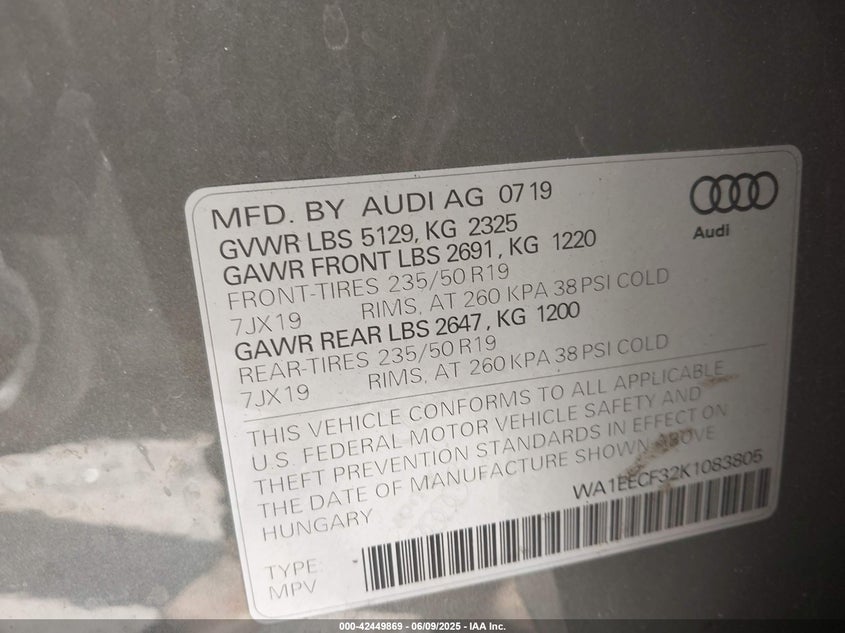 MFD. BY AUDI AG 07 19
Audi
GVWR LBS 5129, KG 2325
GAWR FRONT LBS 2691, KG 1220
FRONT-TIRES 235/50 R19
7JX19 RIMS, AT 260 KPA 38 PSI COLD
GAWR REAR LBS 2647, KG 1200
REAR-TIRES 235/50 R19
7JX19 RIMS, AT 260 KPA 38 PSI COLD
THIS VEHICLE CONFORMS TO ALL APPLICABLE
U.S. FEDERAL MOTOR VEHICLE SAFETY AND
THEFT PREVENTION STANDARDS IN EFFECT ON
THE DATE OF MANUFACTURE SHOWN ABOVE
HUNGARY
WA1EECF32K1083805
TYPE:
MPV
000-42449869 - 06/09/2025 - IAA Inc.